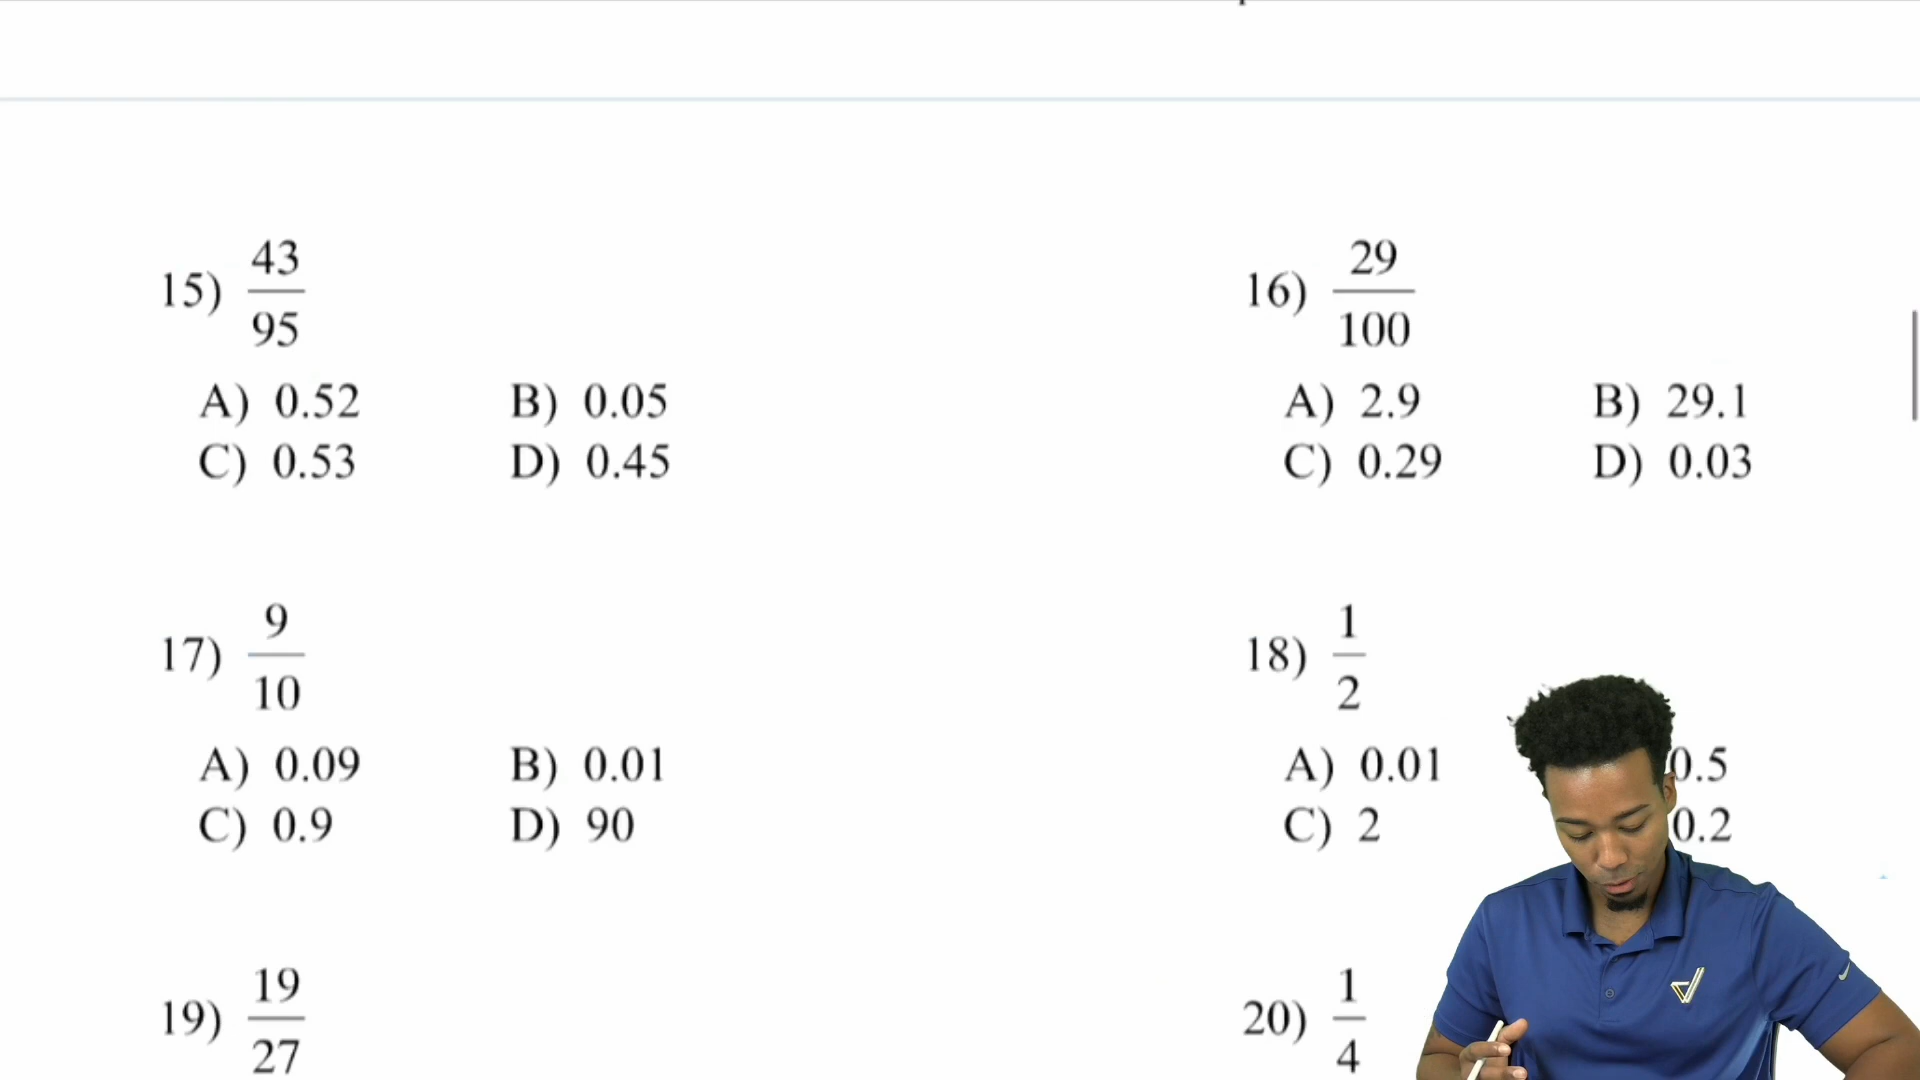 15) 43/95
A) 0.52 B) 0.05
C) 0.53 D) 0.45
16) 29/100
A) 2.9 B) 29.1
C) 0.29 D) 0.03
17) 9/10
A) 0.09 B) 0.01
C) 0.9 D) 90
18) 1/2
A) 0.01 0.5
C) 2 0.2
19) 19/27
20) 1/4